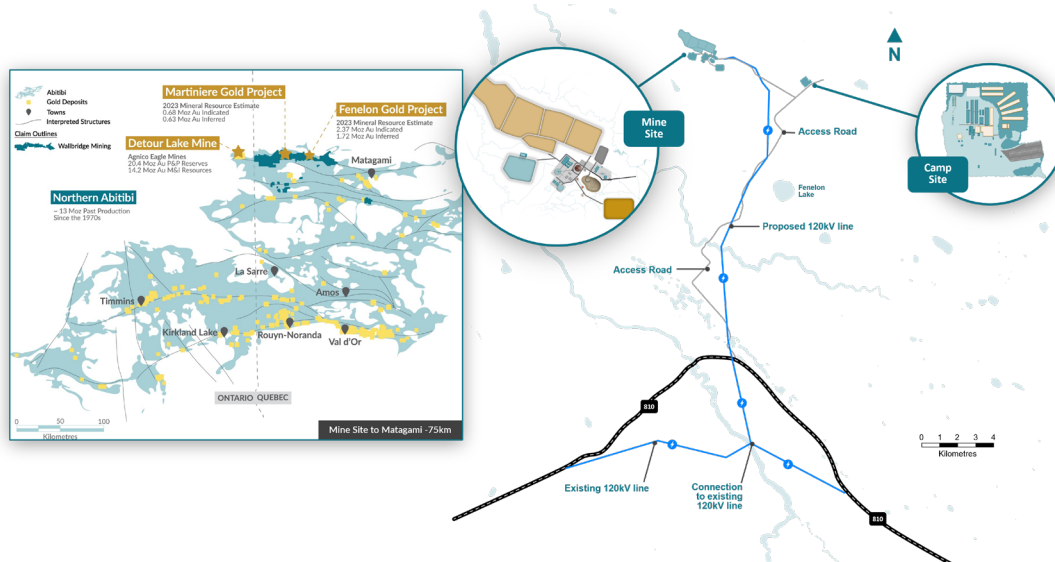 Abitibi
Gold Deposits
Towns
Interpreted Structures
Claim Outlines
Wallbridge Mining
Martiniere Gold Project
2023 Mineral Resource Estimate
0.68 Moz Au Indicated
0.63 Moz Au Inferred
Fenelon Gold Project
2023 Mineral Resource Estimate
2.37 Moz Au Indicated
1.72 Moz Au Inferred
Detour Lake Mine
Agnico Eagle Mines
20.4 Moz Au P&P Reserves
14.2 Moz Au M&I Resources
Matagami
Northern Abitibi
~ 13 Moz Past Production
Since the 1970s
La Sarre
Timmins
Amos
Kirkland Lake
Rouyn-Noranda
Val d'Or
ONTARIO QUEBEC
0 50 100
Kilometres
Mine Site to Matagami -75km
N
Mine
Site
Access Road
Camp
Site
Fenelon
Lake
Proposed 120kV line
Access Road
810
0 1 2 3 4
Kilometres
Existing 120kV line
Connection
to existing
120kV line
810